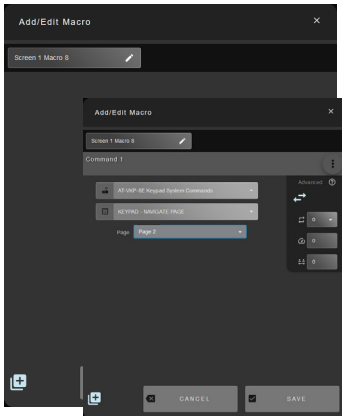 Add/Edit Macro
Screen 1 Macro 8
Add/Edit Macro
Screen 1 Macro 8
Command 1
Advanced
AT-VKP-8E Keypad System Commands
KEYPAD - NAVIGATE PAGE
0
Page
Page 2
0
0
CANCEL
SAVE